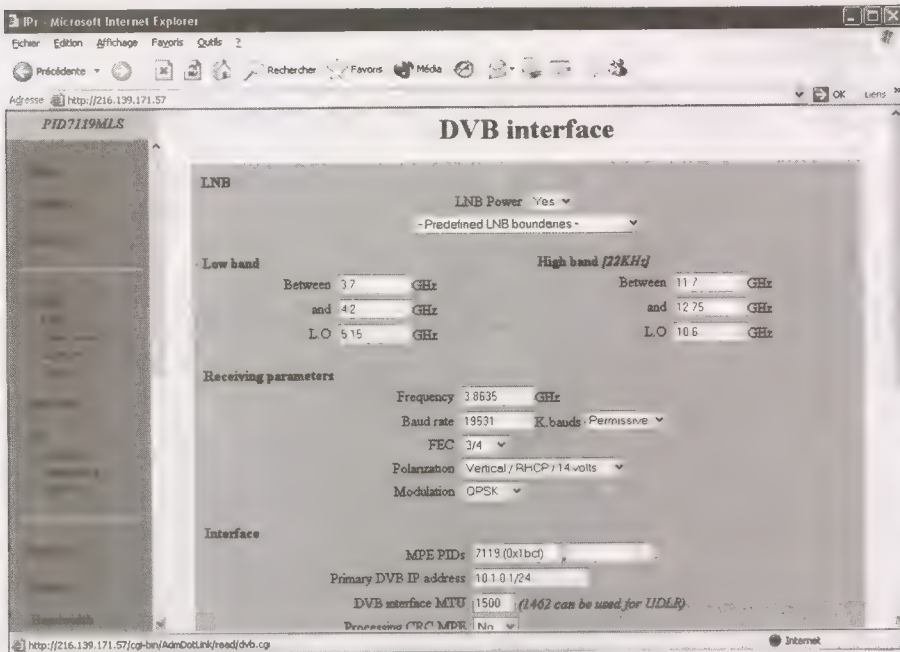 IPr - Microsoft Internet Explorer
Fichier Edition Affichage Favoris Outils ?
Précédente Rechercher Favoris Média
Adresse http://216.139.171.57 OK Liens
PID7119MLS
DVB interface
LNB
LNB Power Yes
- Predefined LNB boundaries -
Low band High band [22KHz]
Between 3.7 GHz Between 11.7 GHz
and 4.2 GHz and 12.75 GHz
L.O 5.15 GHz L.O 10.6 GHz
Receiving parameters
Frequency 3.8635 GHz
Baud rate 19531 K.bauds - Permissive
FEC 3/4
Polarization Vertical / RHCP / 14 volts
Modulation QPSK
Interface
MPE PIDs 7119 (0x1bcf) ,
Primary DVB IP address 10.1.0.1/24
DVB interface MTU 1500 (1462 can be used for UDLR)
Processing CRC MPE No
Bandwidth
http://216.139.171.57/cgi-bin/AdmDotLink/read/dvb.cgi Internet